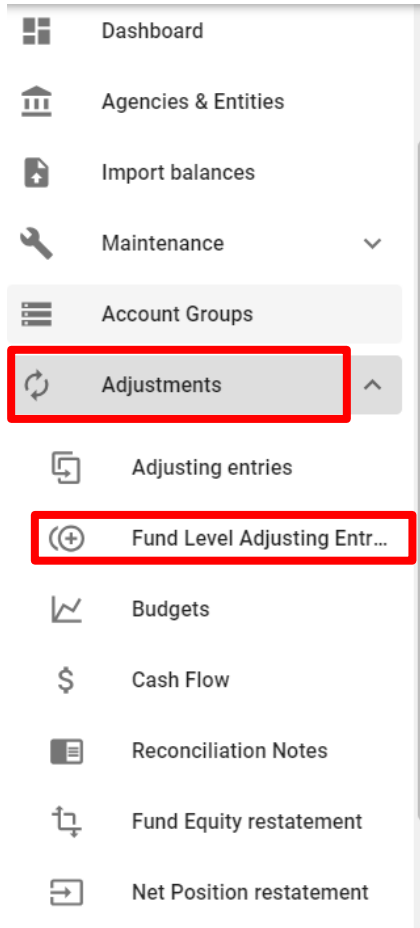 Dashboard
Agencies & Entities
Import balances
Maintenance
Account Groups
Adjustments
Adjusting entries
Fund Level Adjusting Entr...
Budgets
$ Cash Flow
Reconciliation Notes
Fund Equity restatement
Net Position restatement